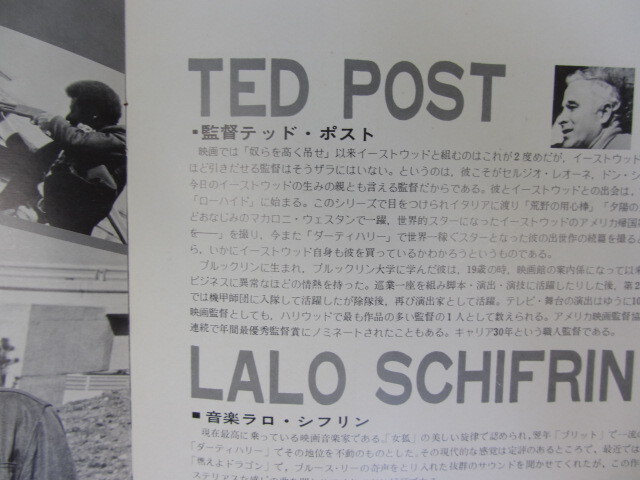 TED POST
■監督テッド・ポスト
映画では「奴らを高く吊せ」以来イーストウッドと組むのはこれが2度めだが、イーストウッド
ほど引きだせる監督はそうザラにはいない。というのは、彼こそがセルジオ・レオーネ、ドン・シ
今日のイーストウッドの生みの親とも言える監督だからである。彼とイーストウッドとの出会は、
「ローハイド」に始まる。このシリーズで目をつけられイタリアに渡り「荒野の用心棒」「夕陽の
どおなじみのマカロニ・ウェスタンで一躍，世界的スターになったイーストウッドのアメリカ帰国
を──」を撮り、今また「ダーティハリー」で世界一稼ぐスターとなった彼の出世作の続篇を撮る
ら、いかにイーストウッド自身も彼を買っているかわかろうというものである。
ブルックリンに生まれ、ブルックリン大学に学んだ彼は、19歳の時、映画館の案内係になって以
ビジネスに異常なほどの情熱を持った。巡業一座を組み脚本・演出・演技に活躍したりした後、第2
では機甲師団に入隊して活躍したが除隊後、再び演出家として活躍。テレビ・舞台の演出はゆうに
映画監督としても、ハリウッドで最も作品の多い監督の1人として数えられる。アメリカ映画監督協
連続で年間最優秀監督賞にノミネートされたこともある。キャリア30年という職人監督である。
LALO SCHIFRIN
■音楽ラロ・シフリン
現在最高に乗っている映画音楽家である。「女狐」の美しい旋律で認められ、翌年「ブリット」で一流
「ダーティハリー」でその地位を不動のものとした。その現代的な感覚は定評のあるところで、最近では
「燃えよドラゴン」で、ブルース・リーの奇声をとり入れた抜群のサウンドを聞かせてくれたが、この作